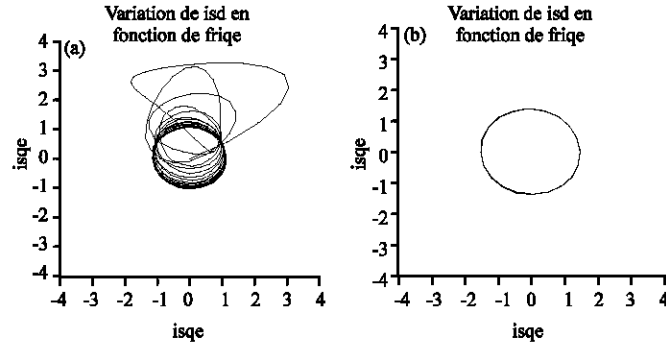 Variation de isd en
fonction de friqe
(a)
isqe
4
3
2
1
0
-1
2
3
-4
-4 -3 -2 -1 0 1 2 3 4
isqe
Variation de isd en
fonction de friqe
(b)
isqe
4
3
2
1
0
-1
2
3
-4
-4 -3 -2 -1 0 1 2 3 4
isqe